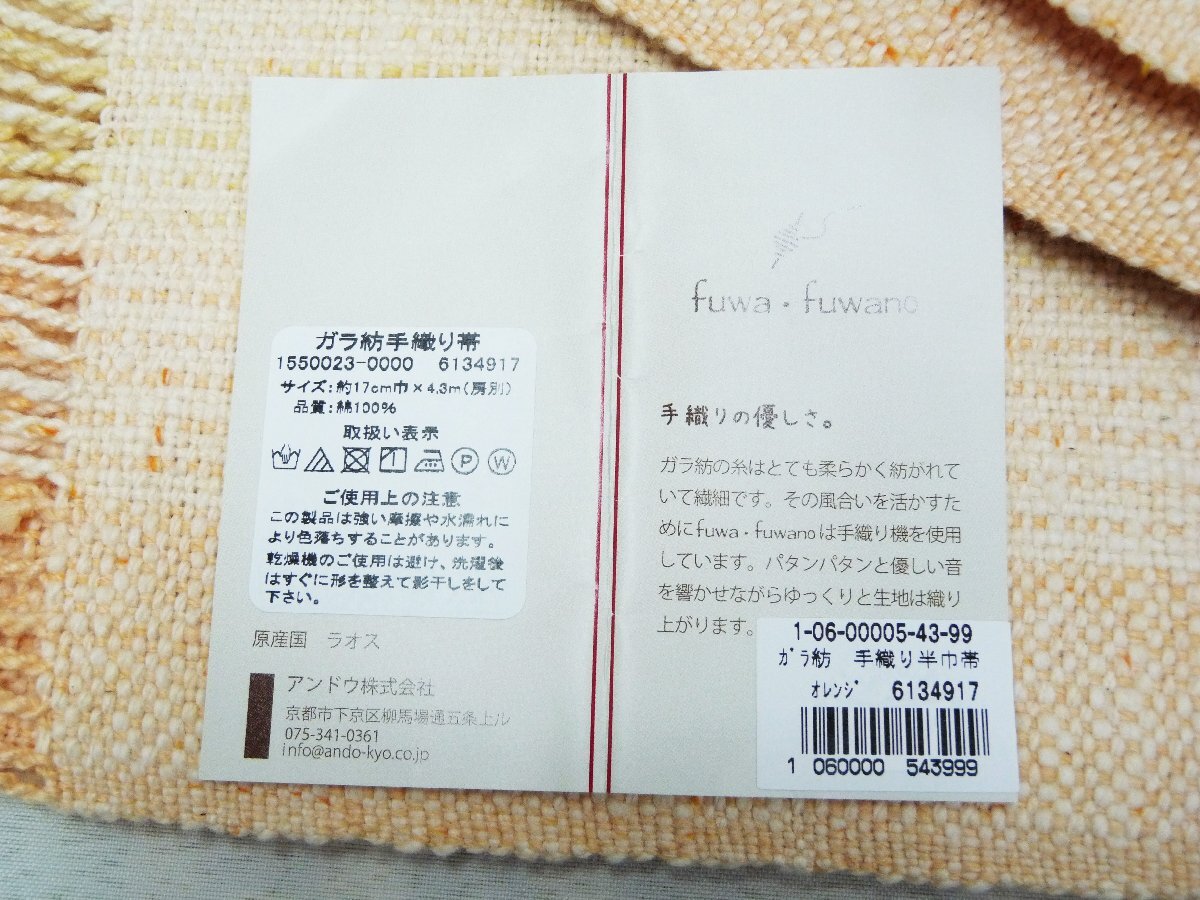 ガラ紡手織り帯
1550023-0000 6134917
サイズ:約17cm巾×4.3m(房別)
品質:綿100%
取扱い表示
P W
ご使用上の注意
この製品は強い摩擦や水濡れに
より色落ちすることがあります。
乾燥機のご使用は避け、洗濯後
はすぐに形を整えて影干しをして
下さい。
原産国 ラオス
アンドウ株式会社
京都市下京区柳馬場通五条上ル
075-341-0361
info@ando-kyo.co.jp
fuwa・fuwano
手織りの優しさ。
ガラ紡の糸はとても柔らかく紡がれて
いて繊細です。その風合いを活かすた
めにfuwa・fuwanoは手織り機を使用
しています。パタンパタンと優しい音
を響かせながらゆっくりと生地は織り
上がります。
1-06-00005-43-99
ガラ紡 手織り半巾帯
オレンジ 6134917
1 060000 543999